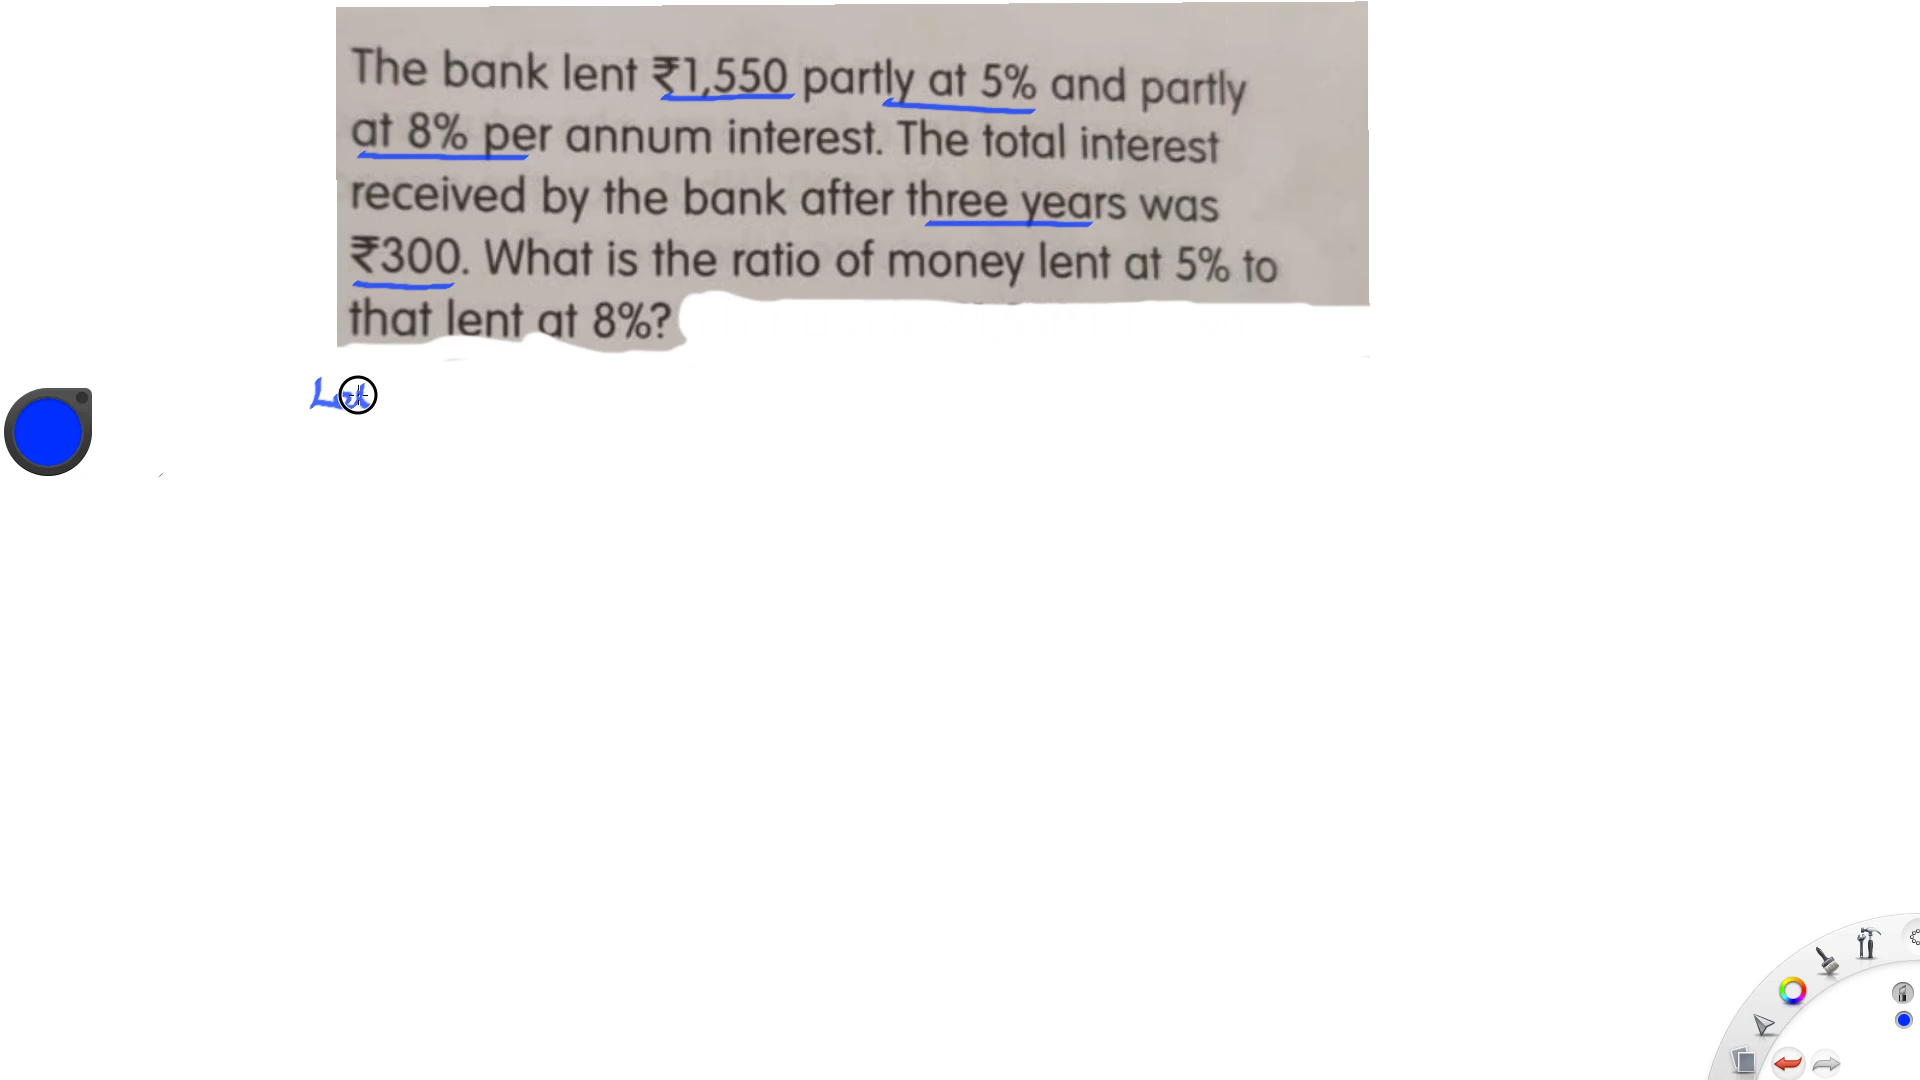 The bank lent ₹1,550 partly at 5% and partly
at 8% per annum interest. The total interest
received by the bank after three years was
₹300. What is the ratio of money lent at 5% to
that lent at 8%?
Let